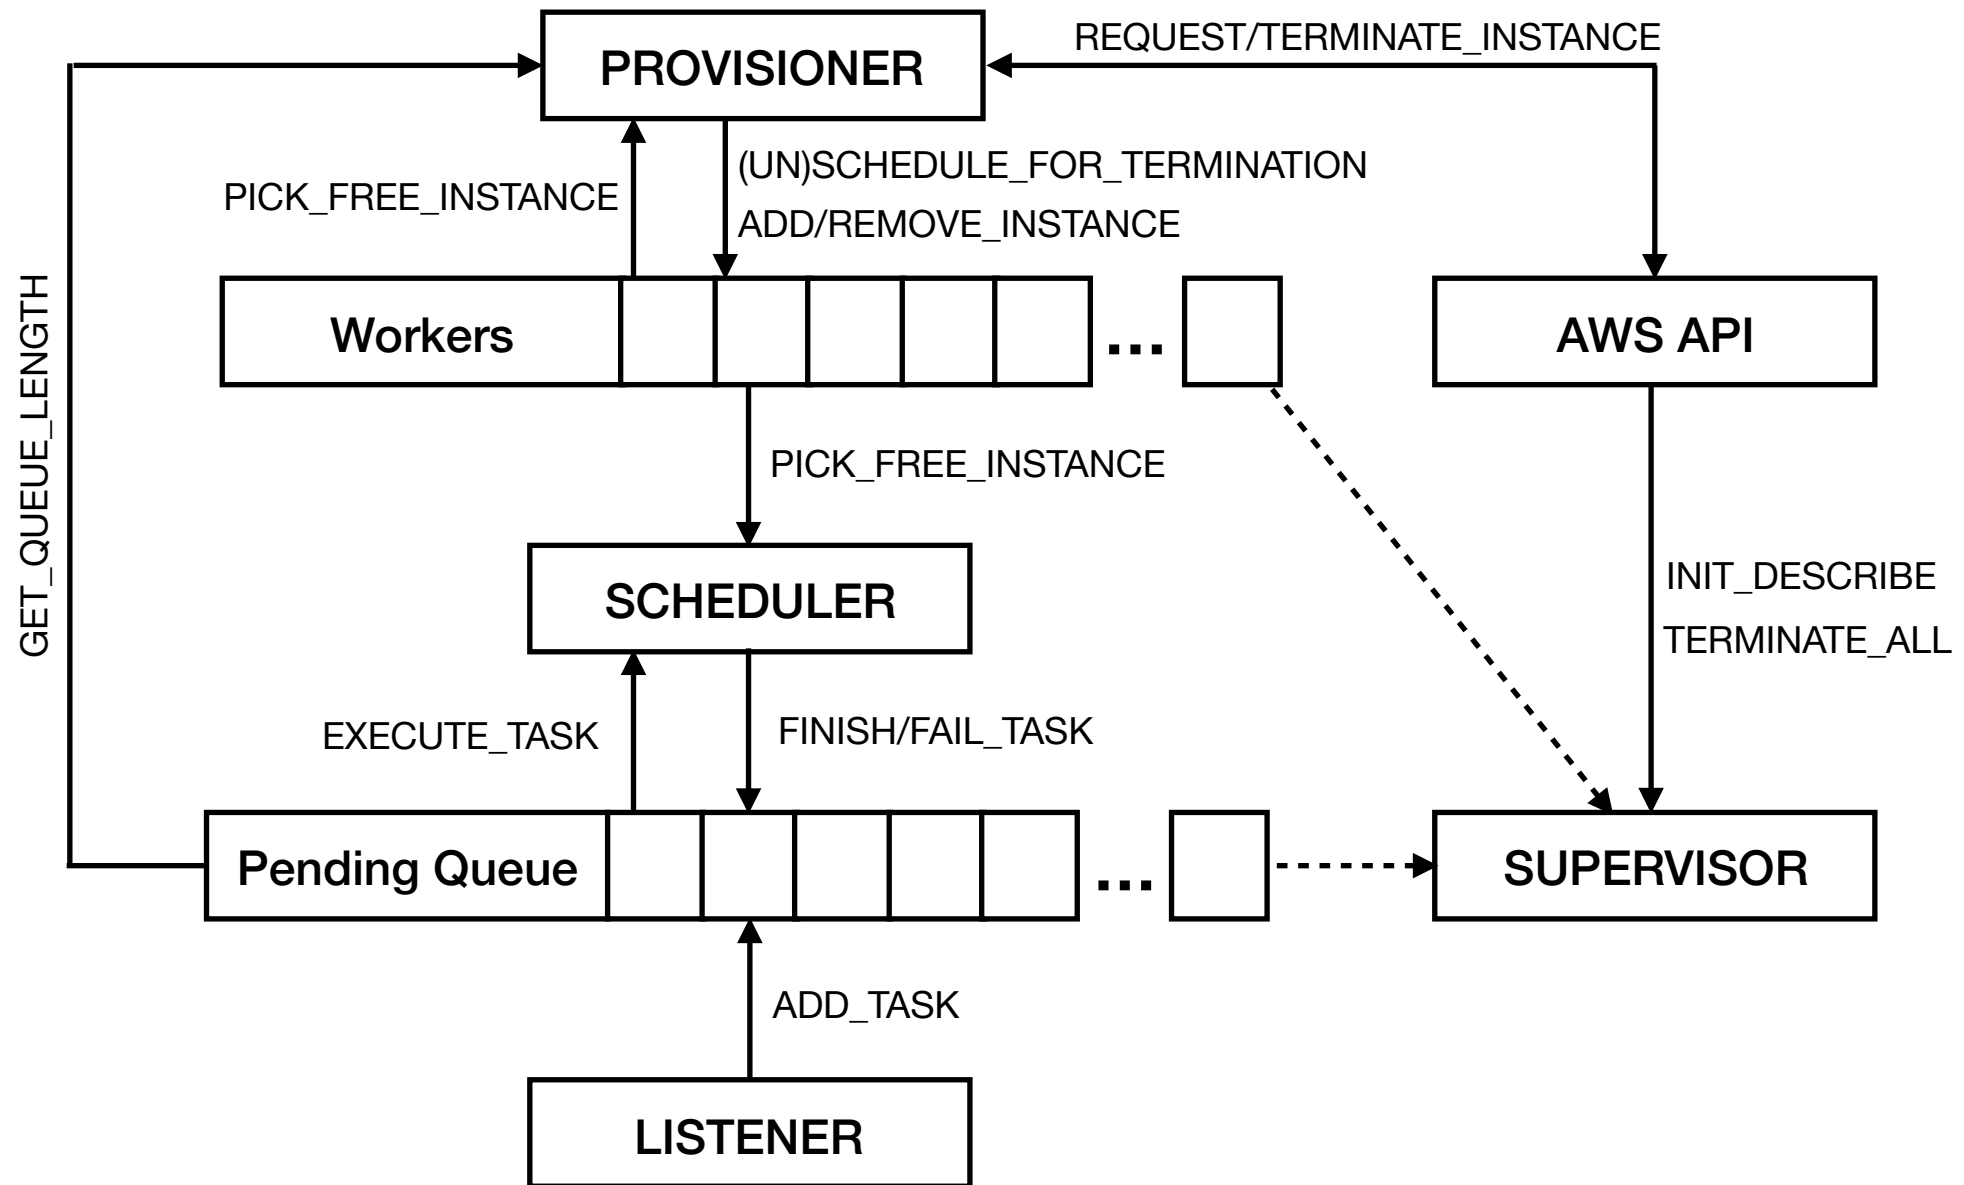 REQUEST/TERMINATE_INSTANCE
PROVISIONER
(UN)SCHEDULE_FOR_TERMINATION
PICK_FREE_INSTANCE
ADD/REMOVE_INSTANCE
GET_QUEUE_LENGTH
Workers
...
AWS API
PICK_FREE_INSTANCE
INIT_DESCRIBE
SCHEDULER
TERMINATE_ALL
EXECUTE_TASK
FINISH/FAIL_TASK
Pending Queue
...
SUPERVISOR
ADD_TASK
LISTENER